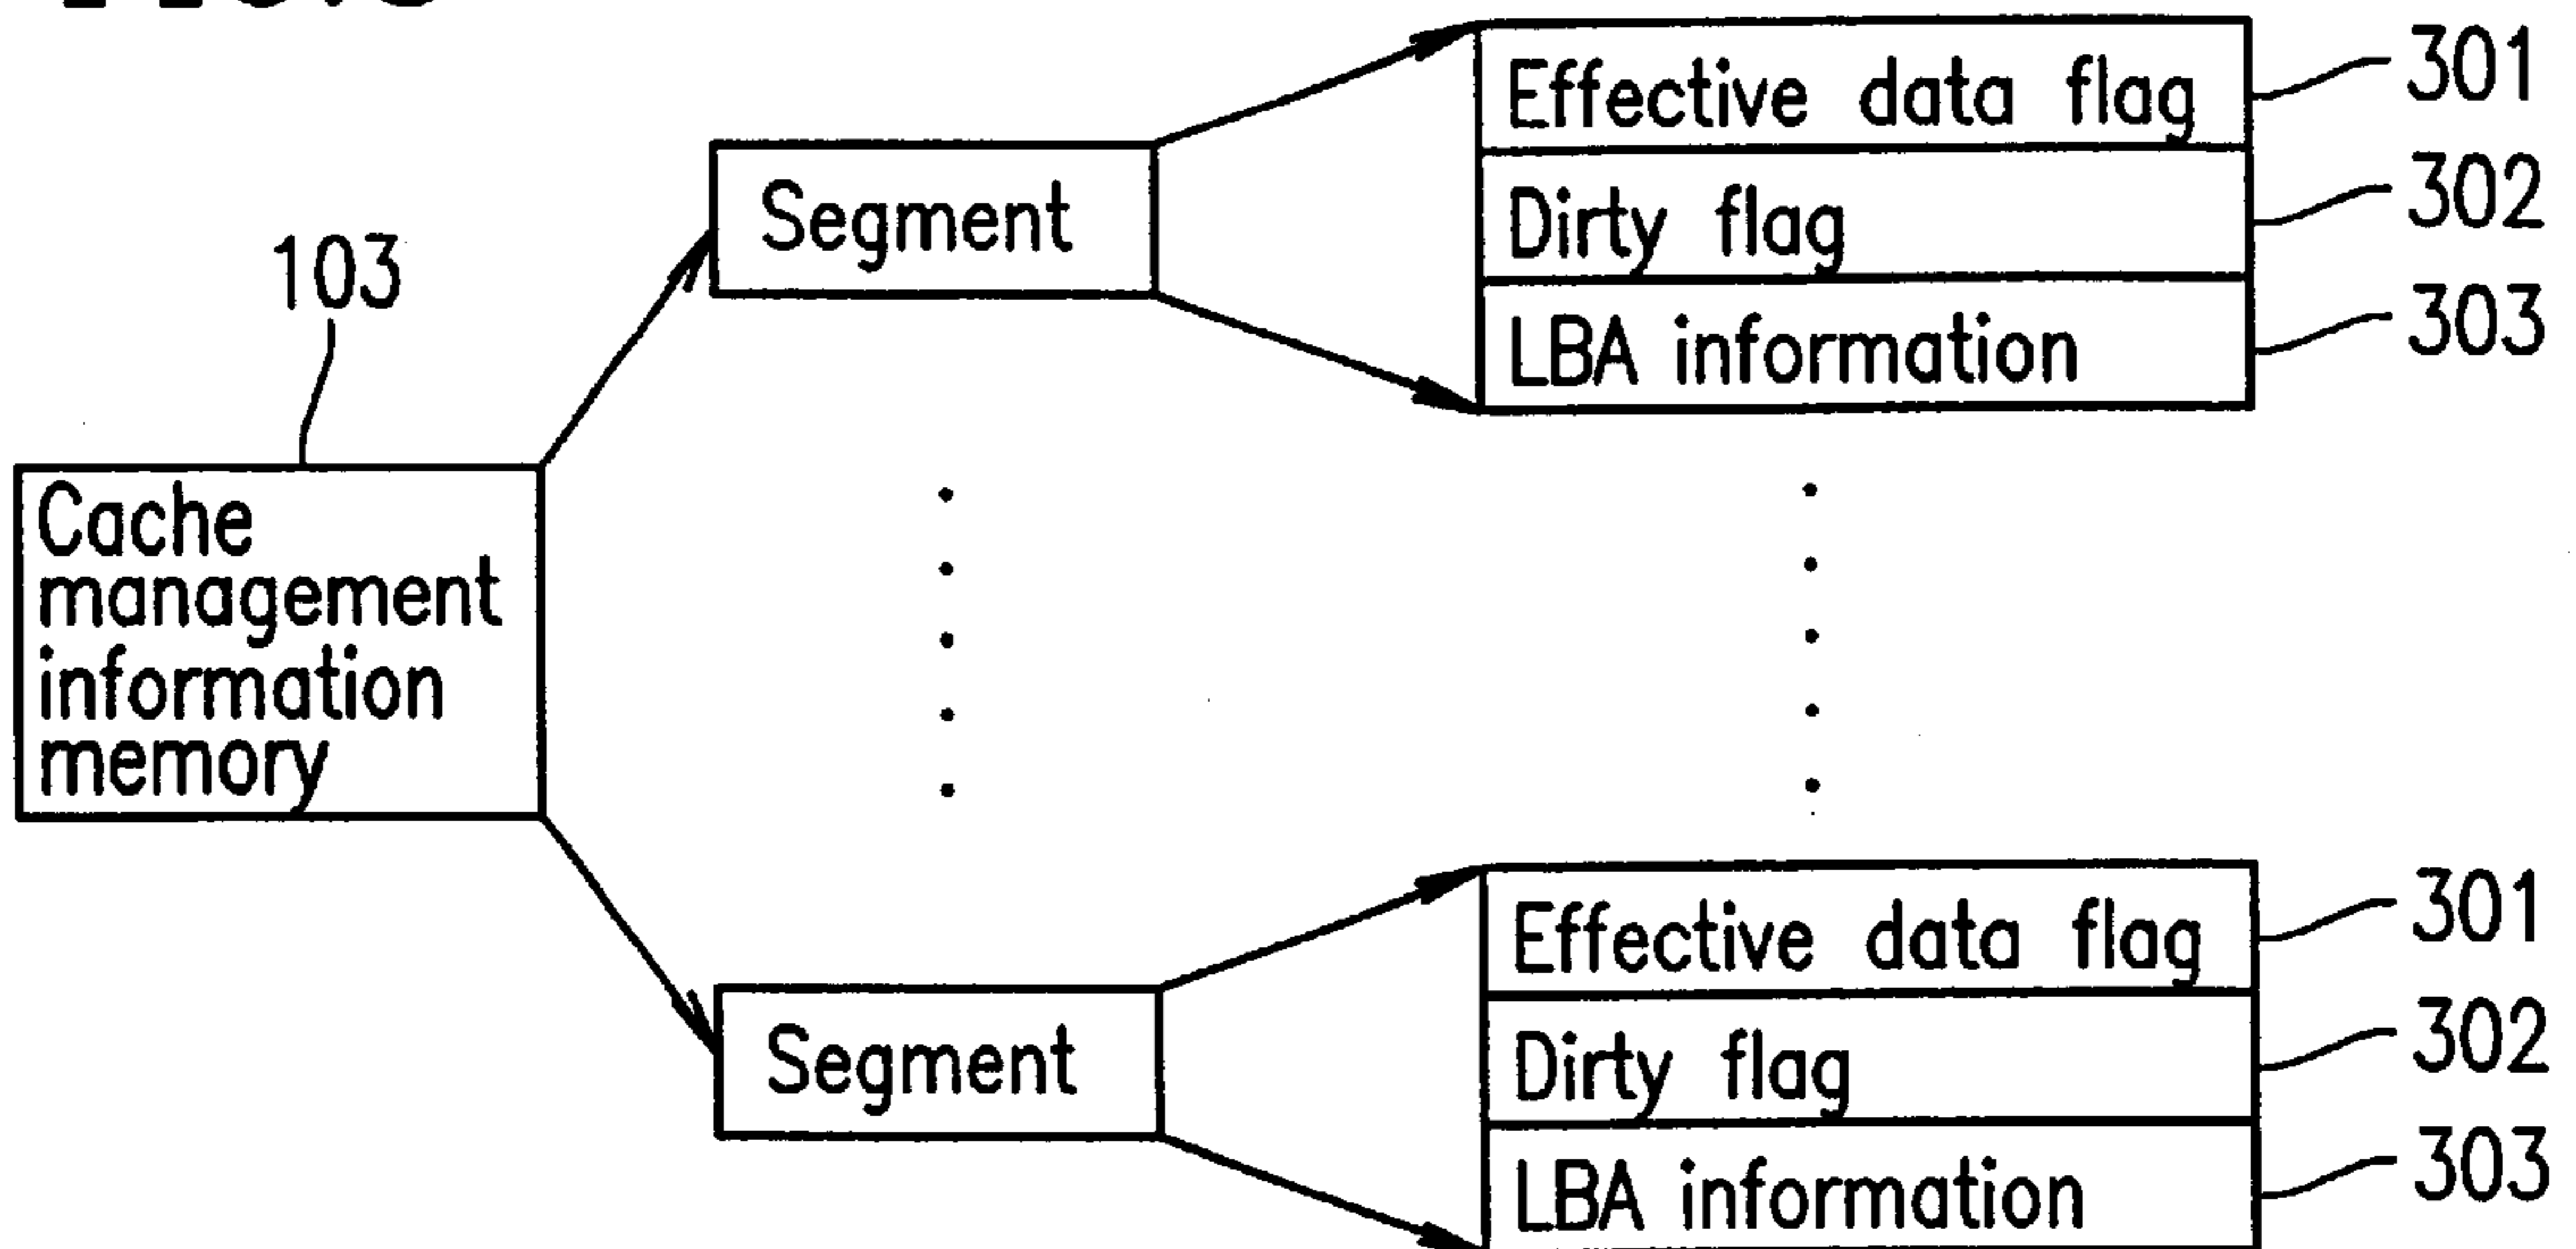 301
Effective data flag
302
Dirty flag
303
LBA information
Segment
103
Cache
management
information
memory
Segment
301
Effective data flag
302
Dirty flag
303
LBA information